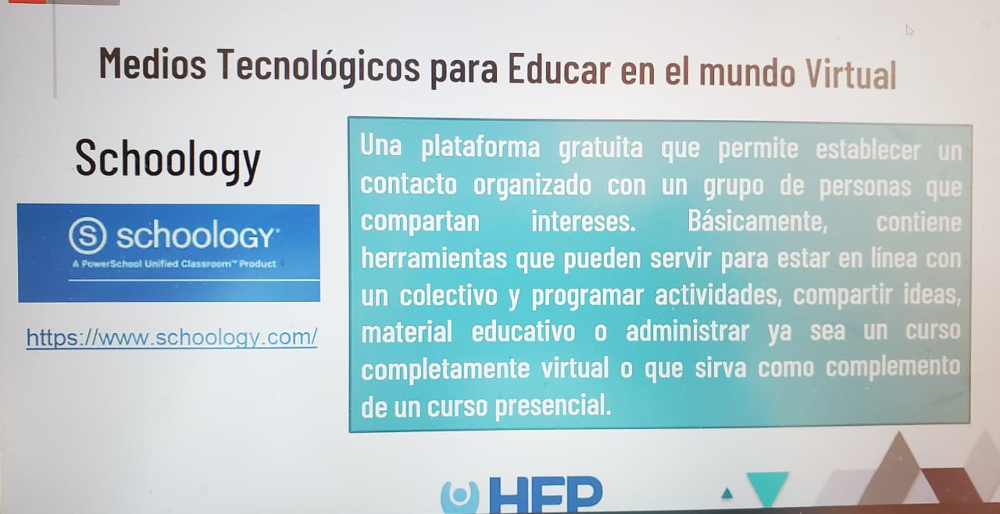 Medios Tecnológicos para Educar en el mundo Virtual
Schoology
S schoology
A PowerSchool Unified Classroom™ Product
https://www.schoology.com/
Una plataforma gratuita que permite establecer un
contacto organizado con un grupo de personas que
compartan intereses. Básicamente, contiene
herramientas que pueden servir para estar en línea con
un colectivo y programar actividades, compartir ideas,
material educativo o administrar ya sea un curso
completamente virtual o que sirva como complemento
de un curso presencial.
HFP